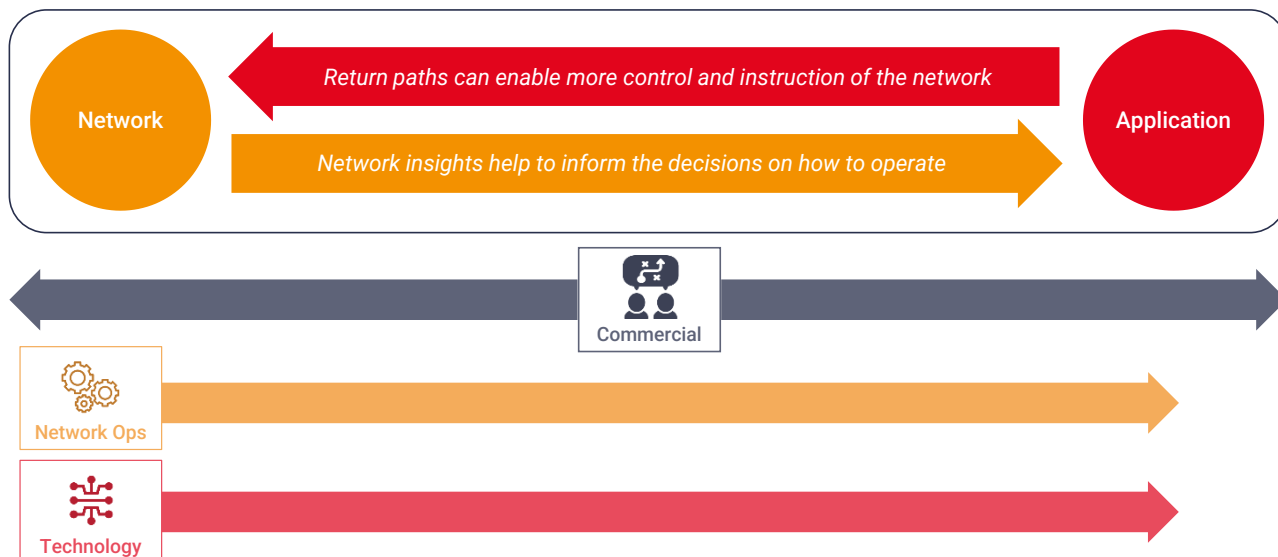 Return paths can enable more control and instruction of the network
Network
Application
Network insights help to inform the decisions on how to operate
Commercial
Network Ops
Technology